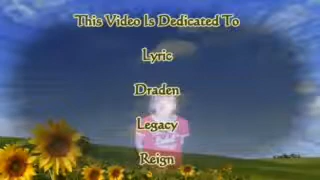 This Video Is Dedicated To
Lyric
Draden
Legacy
Reign